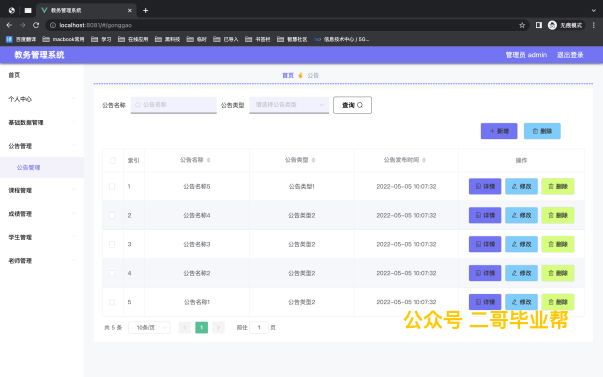 教务管理系统
localhost:8081/#/gonggao
无痕模式
百度翻译 macbook常用 学习 在线应用 黑科技 临时 已导入 书签栏 智慧社区 信息技术中心 / 5G...
教务管理系统 管理员 admin 退出登录
首页 公告
首页
个人中心
基础数据管理
公告管理
公告管理
课程管理
成绩管理
学生管理
老师管理
公告名称 公告名称 公告类型 请选择公告类型 查询
新增 删除
索引 公告名称 公告类型 公告发布时间 操作
1 公告名称5 公告类型1 2022-05-05 10:07:32 详情 修改 删除
2 公告名称4 公告类型2 2022-05-05 10:07:32 详情 修改 删除
3 公告名称3 公告类型2 2022-05-05 10:07:32 详情 修改 删除
4 公告名称2 公告类型2 2022-05-05 10:07:32 详情 修改 删除
5 公告名称1 公告类型2 2022-05-05 10:07:32 详情 修改 删除
共 5 条 10条/页 1 前往 1 页
公众号 二哥毕业帮